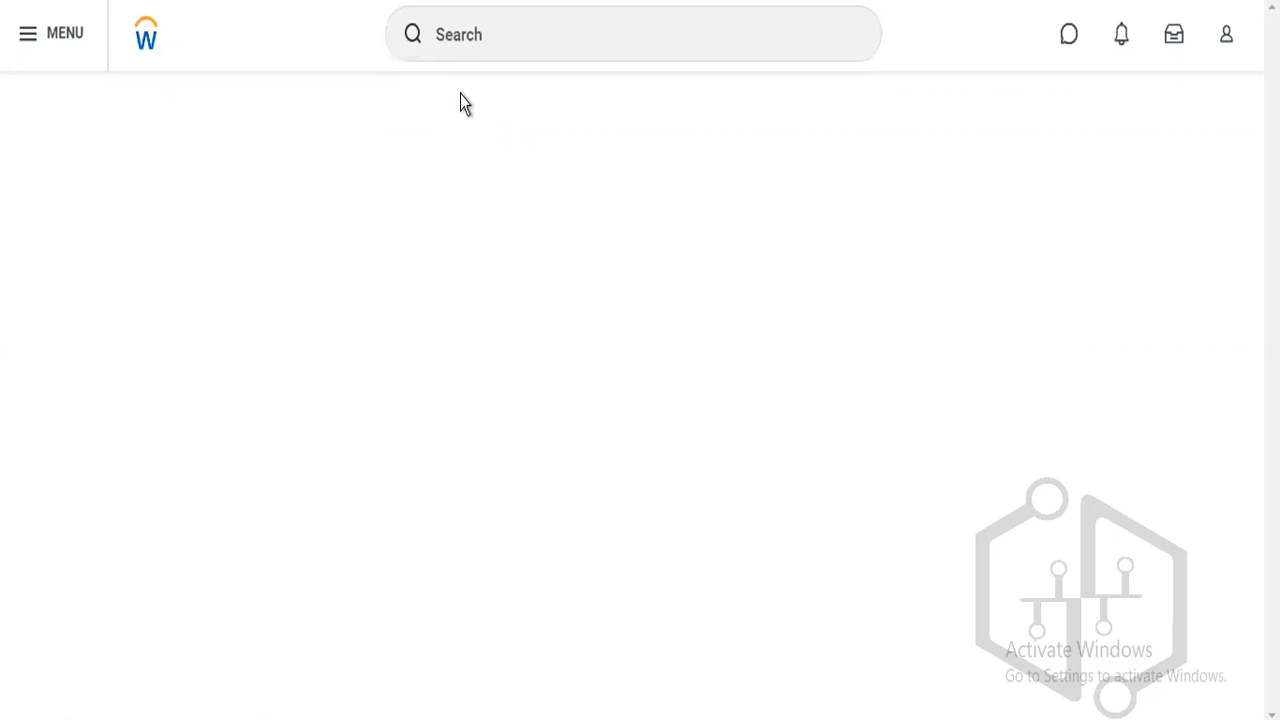 MENU
W
Search
Activate Windows
Go to Settings to activate Windows.